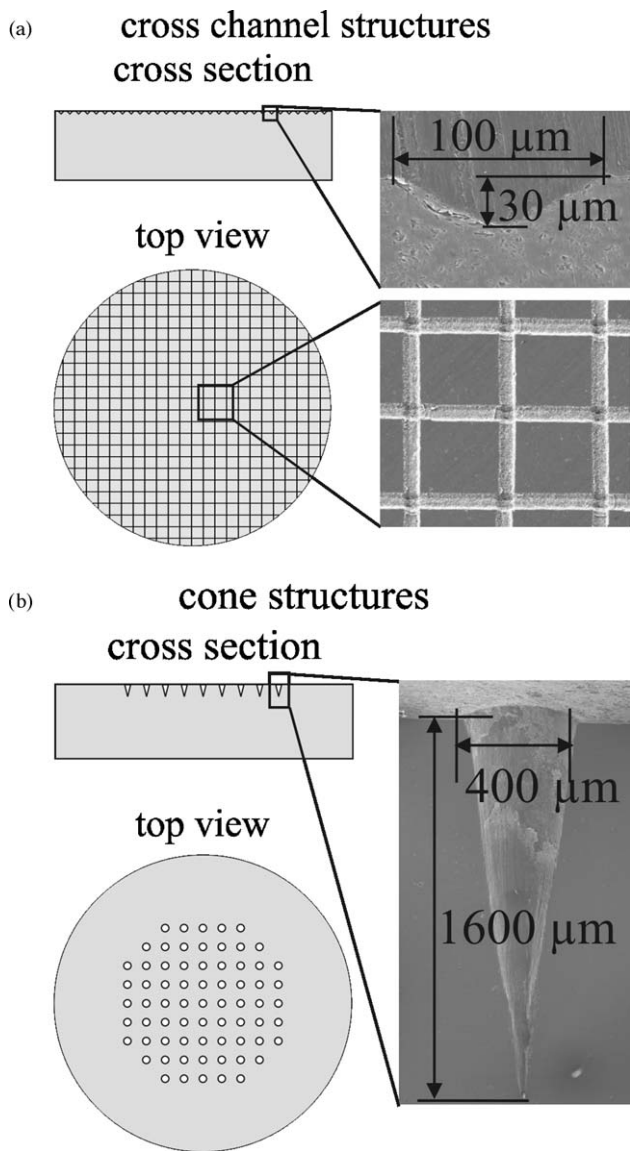 (a)
cross channel structures
cross section
100 µm
30 µm
top view
(b)
cone structures
cross section
400 µm
top view
1600 µm